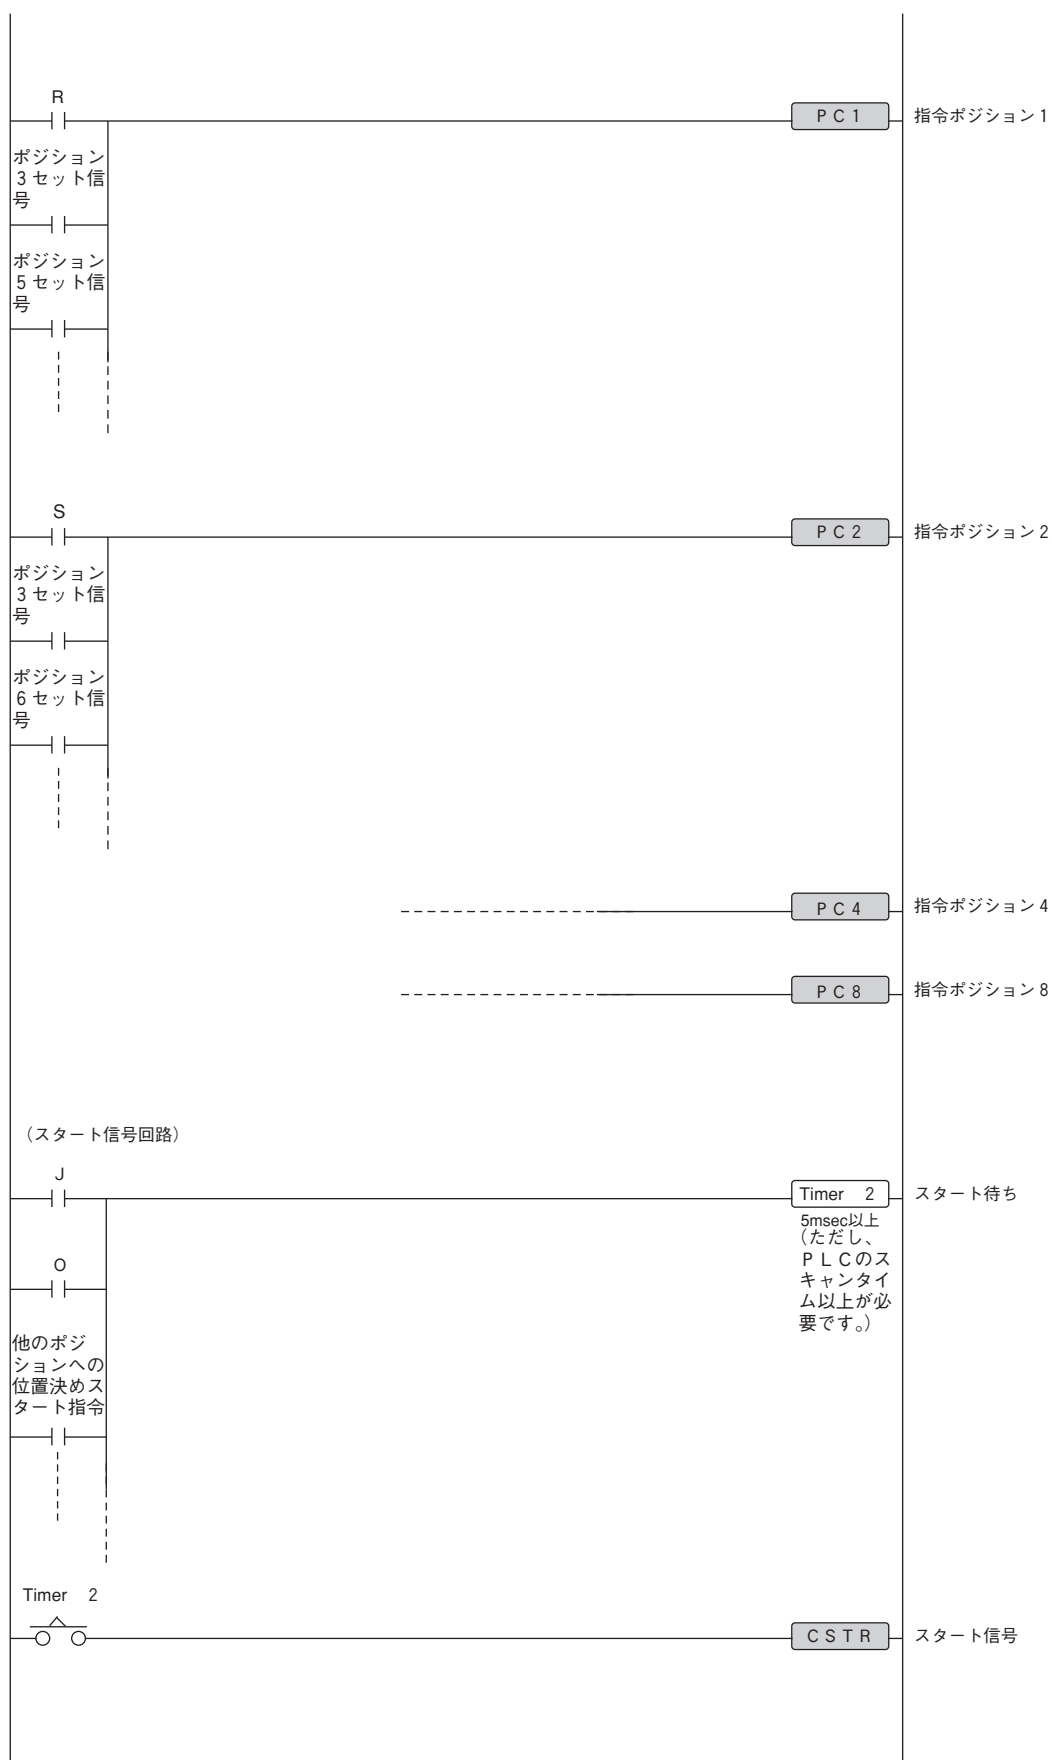 R
ＰＣ１
指令ポジション１
ポジション
３セット信
号
ポジション
５セット信
号
S
ＰＣ２
指令ポジション２
ポジション
３セット信
号
ポジション
６セット信
号
ＰＣ４
指令ポジション４
ＰＣ８
指令ポジション８
（スタート信号回路）
J
Timer 2
スタート待ち
5msec以上
（ただし、
ＰＬＣのス
キャンタイ
ム以上が必
要です。）
O
他のポジ
ションへの
位置決めス
タート指令
Timer 2
ＣＳＴＲ
スタート信号